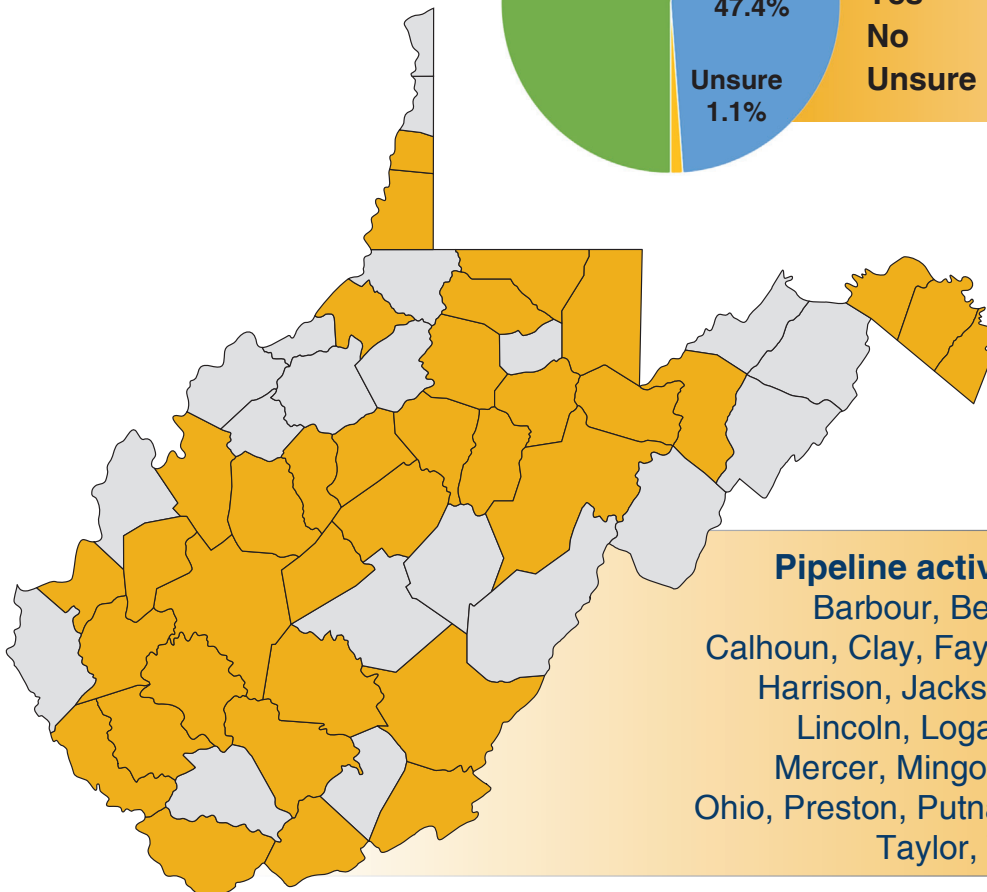 47.4%
No
Unsure
Unsure
1.1%
Pipeline activ
Barbour, Be
Calhoun, Clay, Fay
Harrison, Jacks
Lincoln, Loga
Mercer, Mingo
Ohio, Preston, Putna
Taylor,